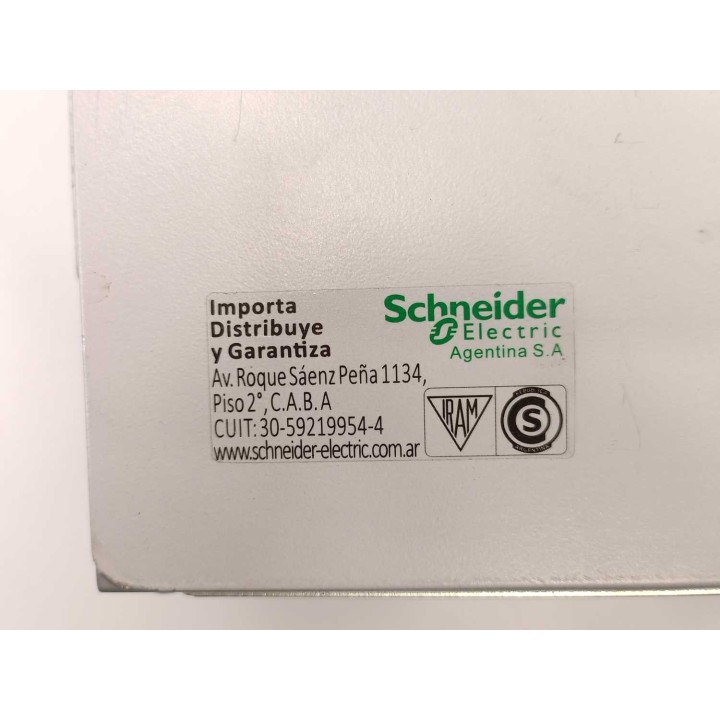 Importa
Distribuye
y Garantiza
Av. Roque Sáenz Peña 1134,
Piso 2°, C.A.B.A
CUIT: 30-59219954-4
www.schneider-electric.com.ar
Schneider
Electric
Agentina S.A
IRAM
S